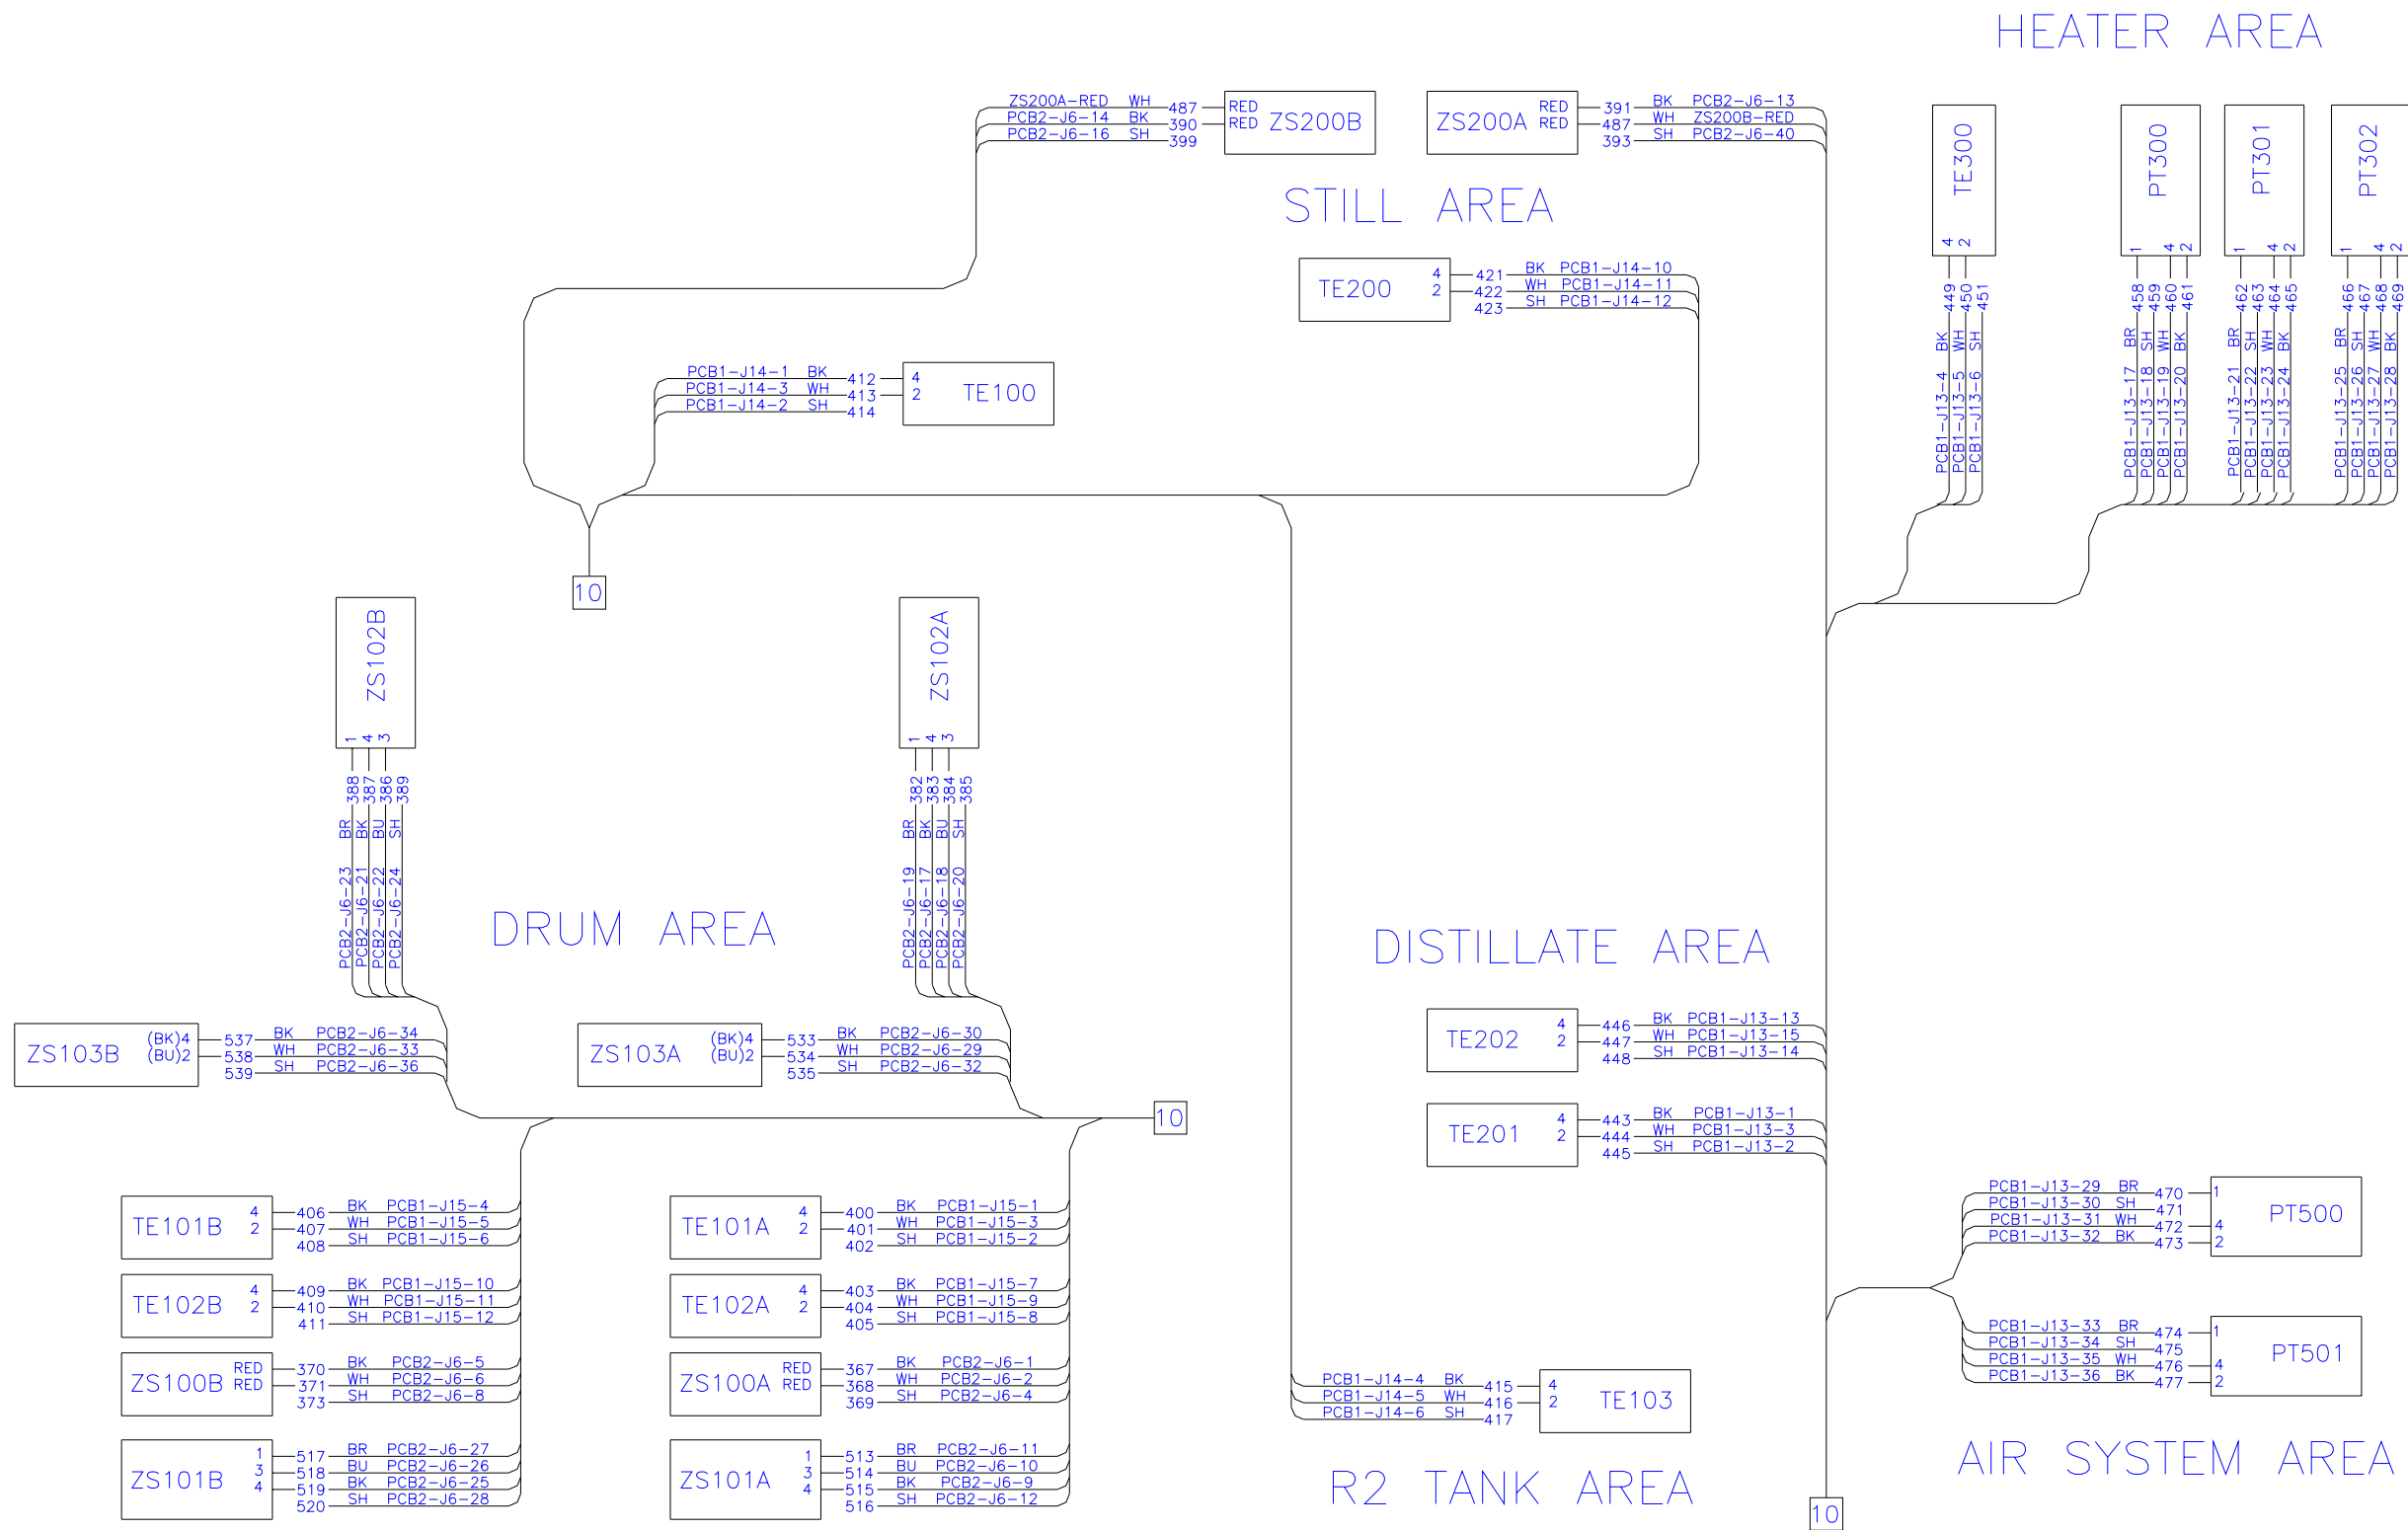 HEATER AREA
ZS200A-RED WH 487 RED
PCB2-J6-14 BK 390 RED
PCB2-J6-16 SH 399
ZS200B
ZS200A
RED 391 BK PCB2-J6-13
RED 487 WH ZS200B-RED
393 SH PCB2-J6-40
STILL AREA
TE200
4 421 BK PCB1-J14-10
2 422 WH PCB1-J14-11
423 SH PCB1-J14-12
TE300
4 449 BK PCB1-J13-4
2 450 WH PCB1-J13-5
451 SH PCB1-J13-6
PT300
1 458 BR PCB1-J13-17
459 SH PCB1-J13-18
4 460 WH PCB1-J13-19
2 461 BK PCB1-J13-20
PT301
1 462 BR PCB1-J13-21
463 SH PCB1-J13-22
4 464 WH PCB1-J13-23
2 465 BK PCB1-J13-24
PT302
1 466 BR PCB1-J13-25
467 SH PCB1-J13-26
4 468 WH PCB1-J13-27
2 469 BK PCB1-J13-28
PCB1-J14-1 BK 412 4
PCB1-J14-3 WH 413 2
PCB1-J14-2 SH 414
TE100
10
ZS102B
1 388 BR PCB2-J6-23
4 387 BK PCB2-J6-21
3 386 BU PCB2-J6-22
389 SH PCB2-J6-24
ZS102A
1 382 BR PCB2-J6-19
4 383 BK PCB2-J6-17
3 384 BU PCB2-J6-18
385 SH PCB2-J6-20
DRUM AREA
DISTILLATE AREA
ZS103B
(BK)4 537 BK PCB2-J6-34
(BU)2 538 WH PCB2-J6-33
539 SH PCB2-J6-36
ZS103A
(BK)4 533 BK PCB2-J6-30
(BU)2 534 WH PCB2-J6-29
535 SH PCB2-J6-32
TE202
4 446 BK PCB1-J13-13
2 447 WH PCB1-J13-15
448 SH PCB1-J13-14
10
TE201
4 443 BK PCB1-J13-1
2 444 WH PCB1-J13-3
445 SH PCB1-J13-2
TE101B
4 406 BK PCB1-J15-4
2 407 WH PCB1-J15-5
408 SH PCB1-J15-6
TE101A
4 400 BK PCB1-J15-1
2 401 WH PCB1-J15-3
402 SH PCB1-J15-2
PCB1-J13-29 BR 470 1
PCB1-J13-30 SH 471
PCB1-J13-31 WH 472 4
PCB1-J13-32 BK 473 2
PT500
TE102B
4 409 BK PCB1-J15-10
2 410 WH PCB1-J15-11
411 SH PCB1-J15-12
TE102A
4 403 BK PCB1-J15-7
2 404 WH PCB1-J15-9
405 SH PCB1-J15-8
PCB1-J13-33 BR 474 1
PCB1-J13-34 SH 475
PCB1-J13-35 WH 476 4
PCB1-J13-36 BK 477 2
PT501
ZS100B
RED 370 BK PCB2-J6-5
RED 371 WH PCB2-J6-6
373 SH PCB2-J6-8
ZS100A
RED 367 BK PCB2-J6-1
RED 368 WH PCB2-J6-2
369 SH PCB2-J6-4
PCB1-J14-4 BK 415 4
PCB1-J14-5 WH 416 2
PCB1-J14-6 SH 417
TE103
ZS101B
1 517 BR PCB2-J6-27
3 518 BU PCB2-J6-26
4 519 BK PCB2-J6-25
520 SH PCB2-J6-28
ZS101A
1 513 BR PCB2-J6-11
3 514 BU PCB2-J6-10
4 515 BK PCB2-J6-9
516 SH PCB2-J6-12
R2 TANK AREA
AIR SYSTEM AREA
10